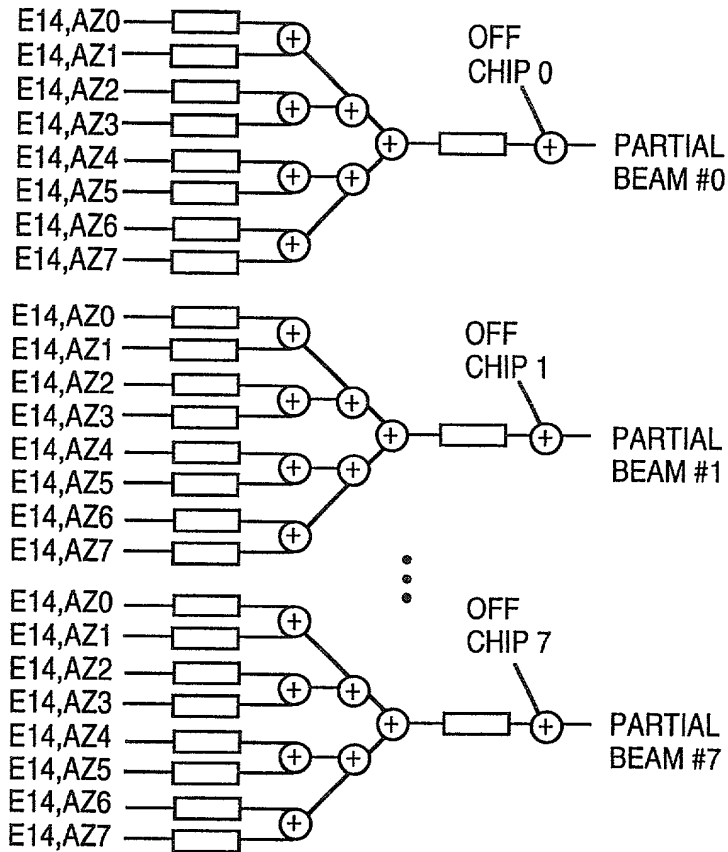 E14,AZ0
E14,AZ1
E14,AZ2
E14,AZ3
E14,AZ4
E14,AZ5
E14,AZ6
E14,AZ7
OFF
CHIP 0
PARTIAL
BEAM #0
E14,AZ0
E14,AZ1
E14,AZ2
E14,AZ3
E14,AZ4
E14,AZ5
E14,AZ6
E14,AZ7
OFF
CHIP 1
PARTIAL
BEAM #1
E14,AZ0
E14,AZ1
E14,AZ2
E14,AZ3
E14,AZ4
E14,AZ5
E14,AZ6
E14,AZ7
OFF
CHIP 7
PARTIAL
BEAM #7